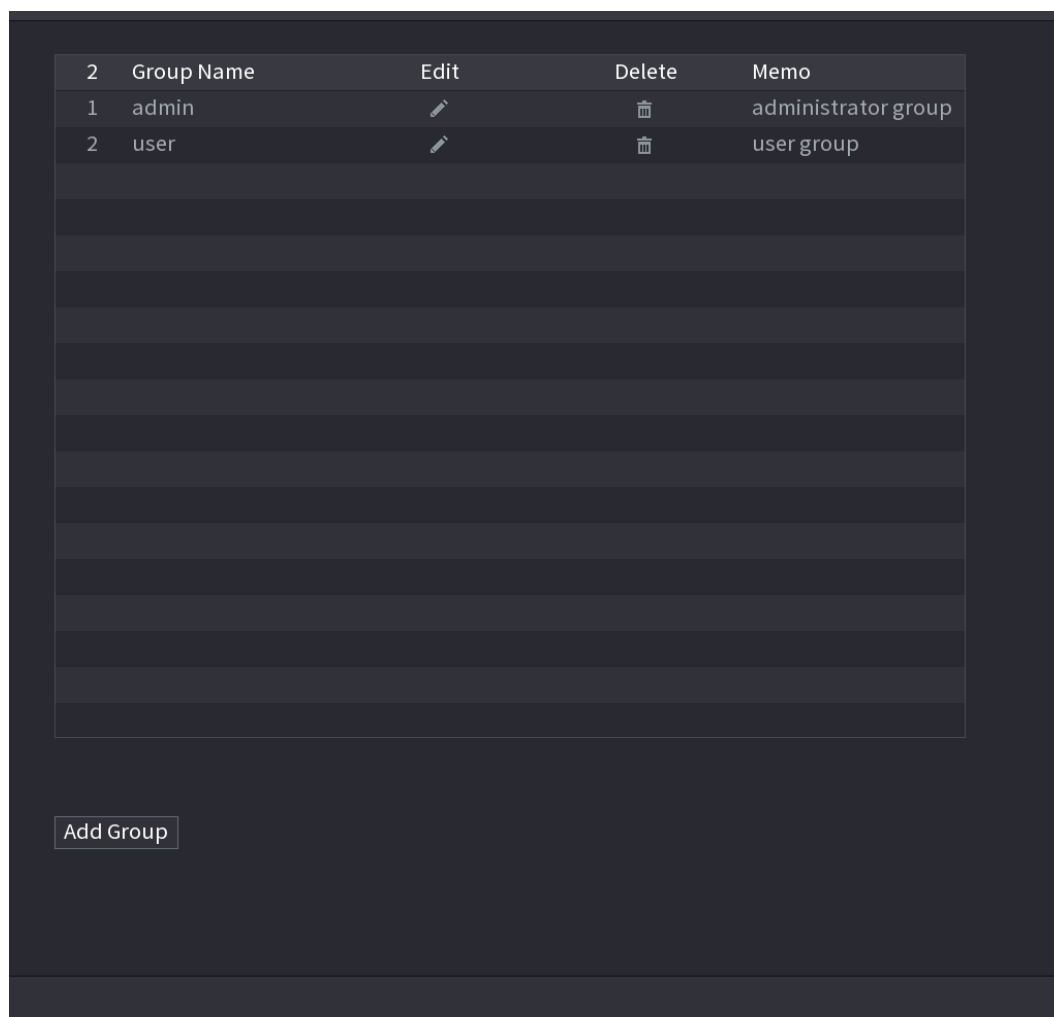 2 Group Name Edit Delete Memo
1 admin administrator group
2 user user group
Add Group